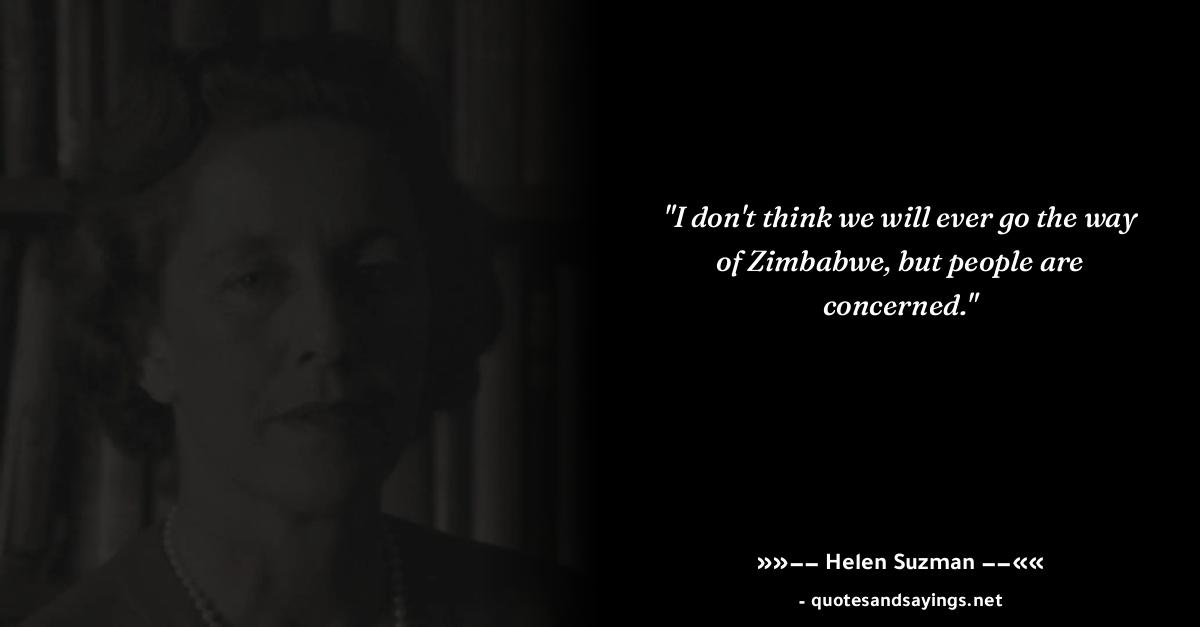 "I don't think we will ever go the way
of Zimbabwe, but people are
concerned."
»»–– Helen Suzman ––««
- quotesandsayings.net